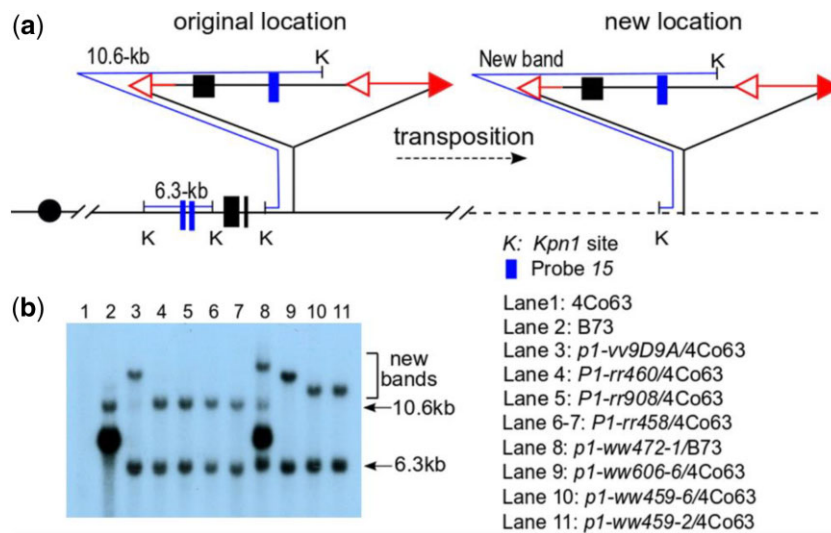 (a)
original location
new location
10.6-kb
K
New band
K
transposition
6.3-kb
K
K
K
K
K: Kpn1 site
Probe 15
(b)
1 2 3 4 5 6 7 8 9 10 11
new
bands
10.6kb
6.3kb
Lane1: 4Co63
Lane 2: B73
Lane 3: p1-vv9D9A/4Co63
Lane 4: P1-rr460/4Co63
Lane 5: P1-rr908/4Co63
Lane 6-7: P1-rr458/4Co63
Lane 8: p1-ww472-1/B73
Lane 9: p1-ww606-6/4Co63
Lane 10: p1-ww459-6/4Co63
Lane 11: p1-ww459-2/4Co63